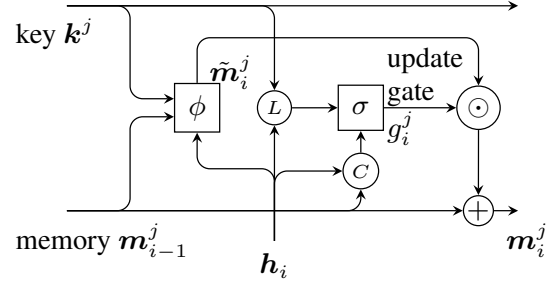 key k^j
m̃_i^j
update
gate
g_i^j
ϕ
L
σ
⊙
C
+
memory m_{i−1}^j
h_i
m_i^j